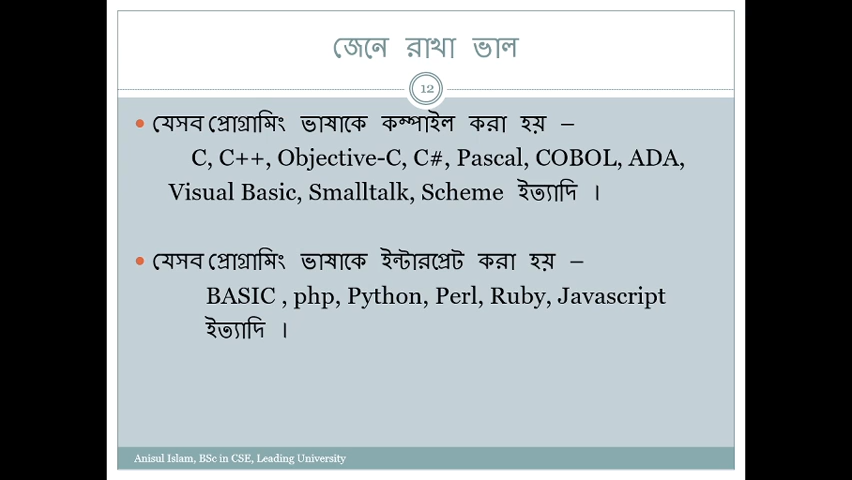 জেনে রাখা ভাল
12
• যেসব প্রোগ্রামিং ভাষাকে কম্পাইল করা হয় –
C, C++, Objective-C, C#, Pascal, COBOL, ADA,
Visual Basic, Smalltalk, Scheme ইত্যাদি ।
• যেসব প্রোগ্রামিং ভাষাকে ইন্টারপ্রেট করা হয় –
BASIC , php, Python, Perl, Ruby, Javascript
ইত্যাদি ।
Anisul Islam, BSc in CSE, Leading University